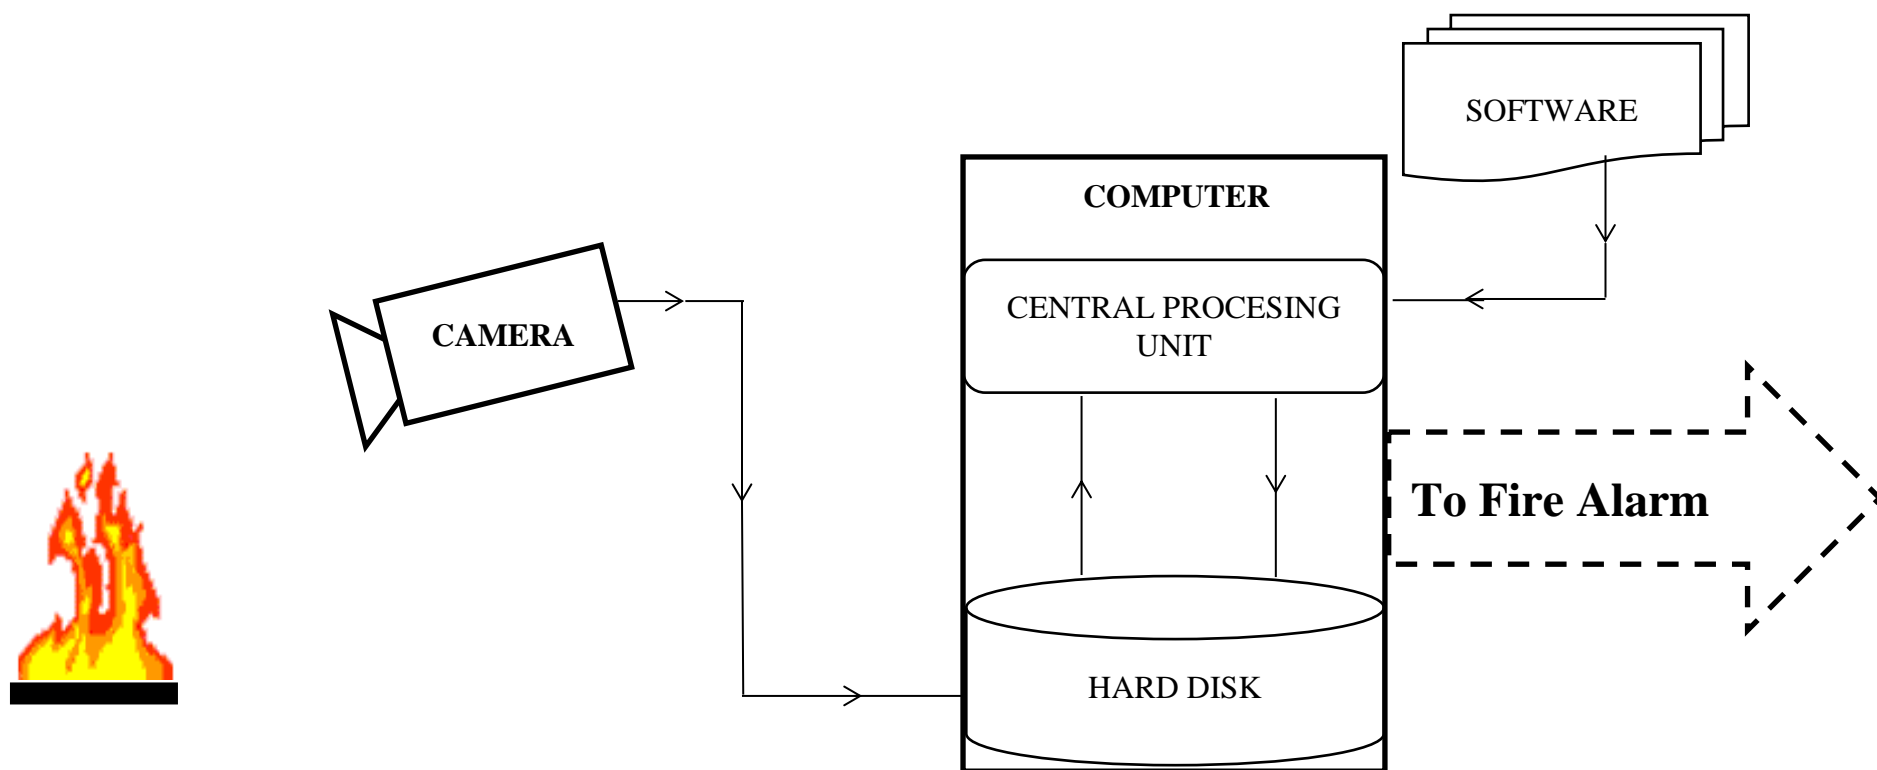 SOFTWARE
COMPUTER
CENTRAL PROCESING
UNIT
CAMERA
To Fire Alarm
HARD DISK